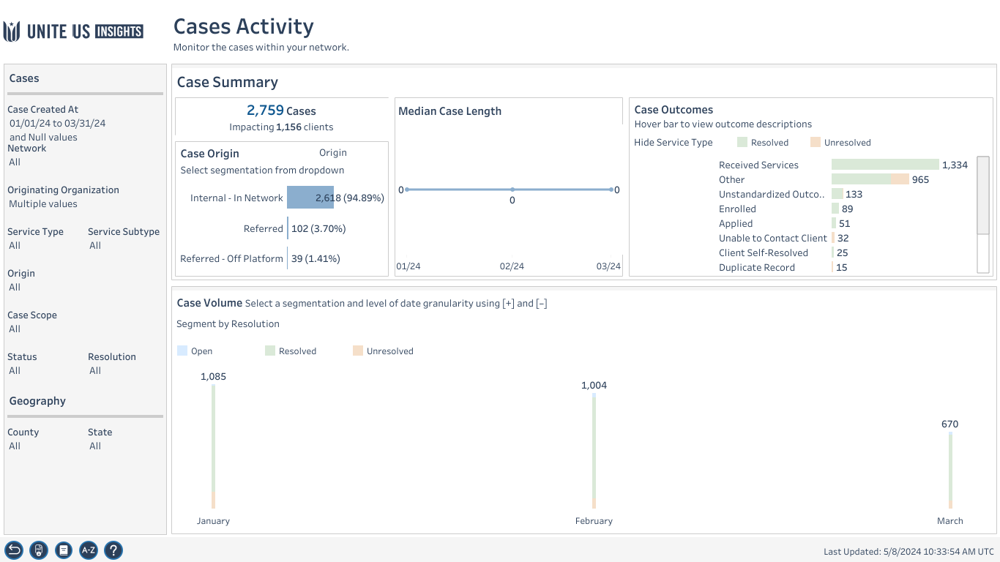 UNITE US INSIGHTS
Cases Activity
Monitor the cases within your network.
Cases
Case Created At
01/01/24 to 03/31/24
and Null values
Network
All
Originating Organization
Multiple values
Service Type Service Subtype
All All
Origin
All
Case Scope
All
Status Resolution
All All
Geography
County State
All All
Case Summary
2,759 Cases
Impacting 1,156 clients
Case Origin Origin
Select segmentation from dropdown
Internal - In Network 2,618 (94.89%)
Referred 102 (3.70%)
Referred - Off Platform 39 (1.41%)
Median Case Length
0 0 0
01/24 02/24 03/24
Case Outcomes
Hover bar to view outcome descriptions
Hide Service Type Resolved Unresolved
Received Services 1,334
Other 965
Unstandardized Outco.. 133
Enrolled 89
Applied 51
Unable to Contact Client 32
Client Self-Resolved 25
Duplicate Record 15
Case Volume Select a segmentation and level of date granularity using [+] and [–]
Segment by Resolution
Open Resolved Unresolved
1,085 1,004 670
January February March
A-Z ?
Last Updated: 5/8/2024 10:33:54 AM UTC